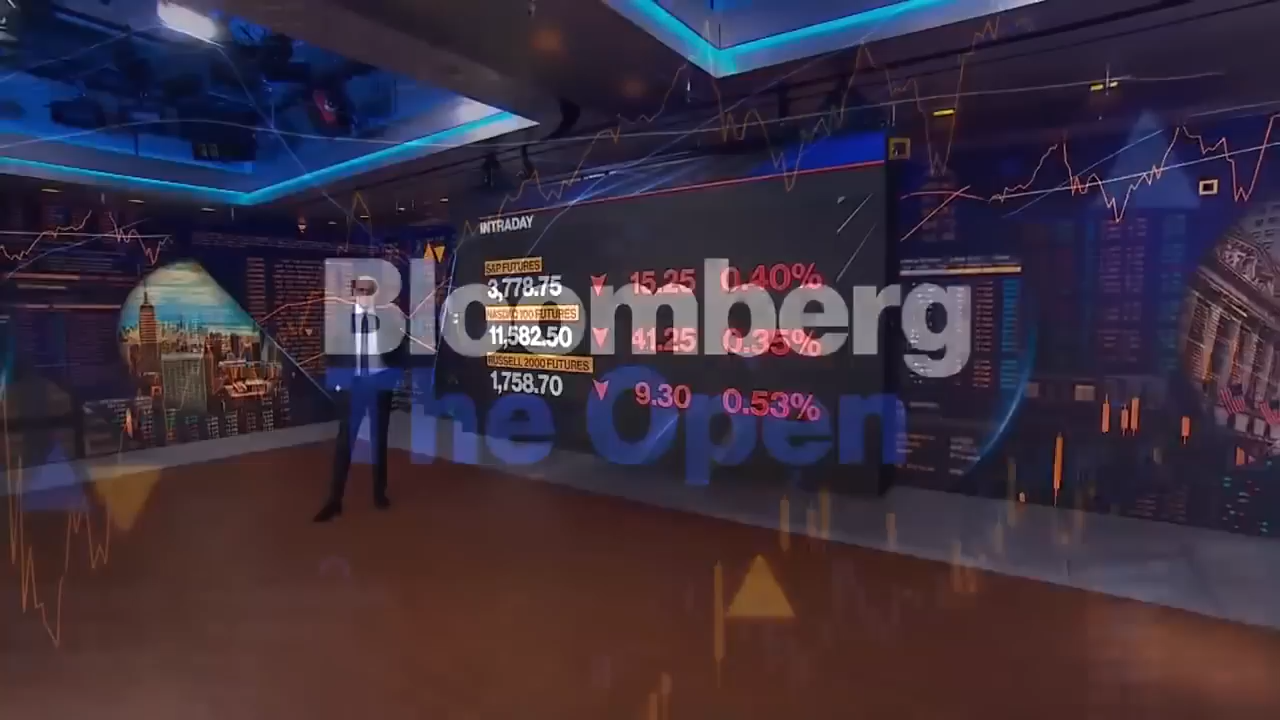 INTRADAY
S&P FUTURES
3,778.75 15.25 0.40%
NASDAQ 100 FUTURES
11,582.50 41.25 0.35%
RUSSELL 2000 FUTURES
1,758.70 9.30 0.53%
Bloomberg
The Open